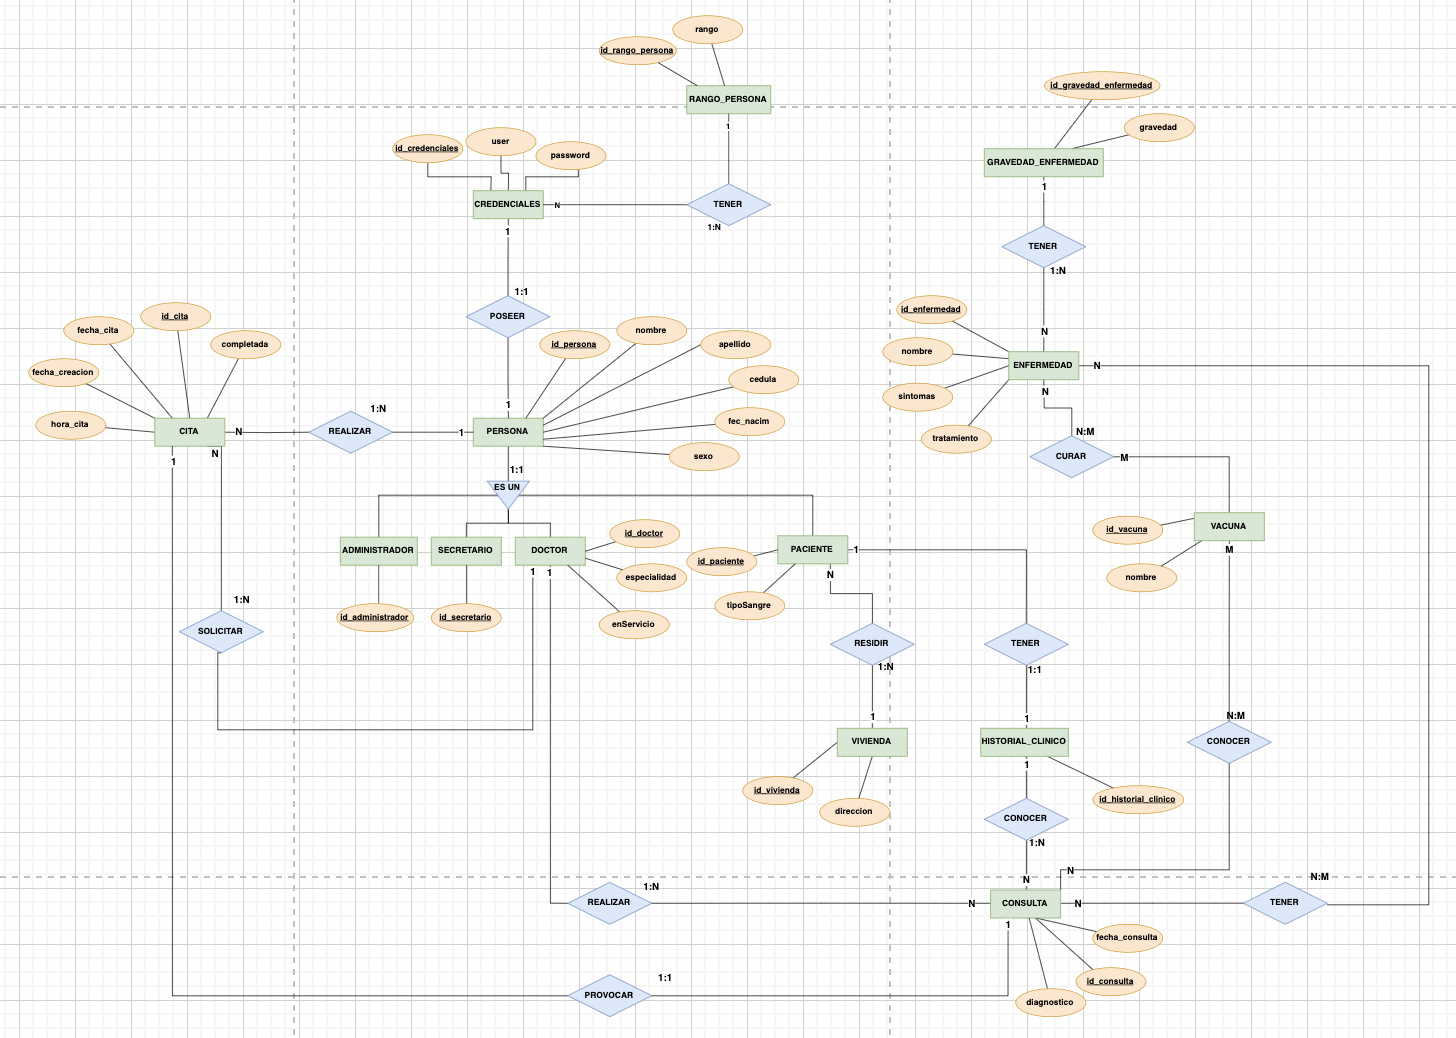 rango
id_rango_persona
RANGO_PERSONA
1
id_gravedad_enfermedad
gravedad
GRAVEDAD_ENFERMEDAD
1
user
id_credenciales
password
CREDENCIALES
N
TENER
1:N
1
TENER
1:N
1:1
POSEER
id_cita
fecha_cita
completada
fecha_creacion
hora_cita
CITA
N
1:N
REALIZAR
1
id_persona
nombre
apellido
cedula
fec_nacim
sexo
1
PERSONA
id_enfermedad
nombre
sintomas
tratamiento
N
ENFERMEDAD
N
N
N:M
CURAR
M
1
N
1:1
ES UN
ADMINISTRADOR
SECRETARIO
DOCTOR
id_doctor
especialidad
enServicio
id_administrador
id_secretario
1
1
PACIENTE
1
id_paciente
tipoSangre
N
id_vacuna
VACUNA
M
nombre
1:N
SOLICITAR
RESIDIR
1:N
TENER
1:1
1
VIVIENDA
id_vivienda
direccion
1
HISTORIAL_CLINICO
1
id_historial_clinico
N:M
CONOCER
CONOCER
1:N
N
N
1:N
REALIZAR
N
CONSULTA
N
N:M
TENER
1
fecha_consulta
id_consulta
diagnostico
1:1
PROVOCAR